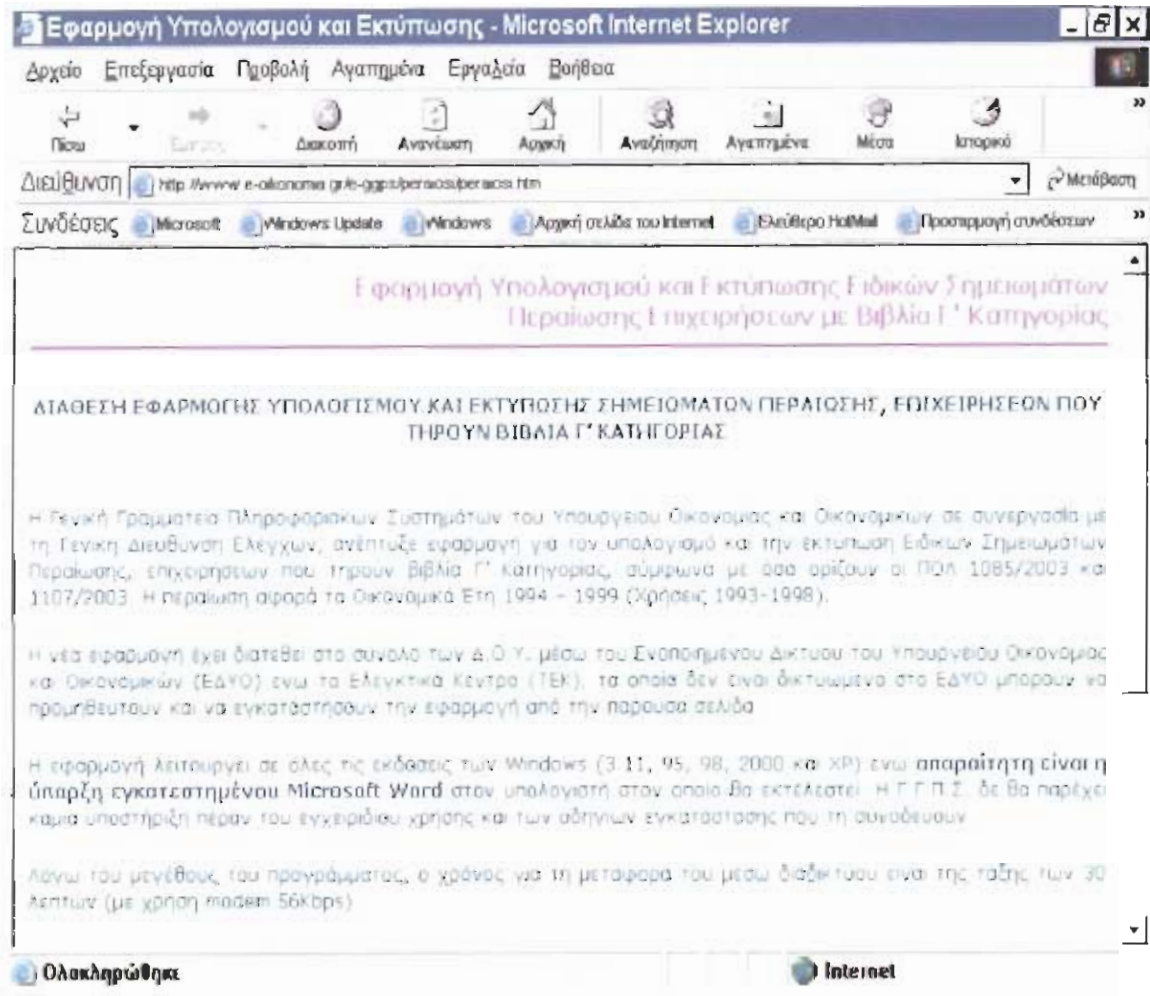 Εφαρμογή Υπολογισμού και Εκτύπωσης - Microsoft Internet Explorer
Αρχείο Επεξεργασία Προβολή Αγαπημένα Εργαλεία Βοήθεια
Πίσω Διακοπή Ανανέωση Αρχική Αναζήτηση Αγαπημένα Μέσα Ιστορικό »
Διεύθυνση http://www.e-oikonomia.gr/e-ggps/peraiosi/peraiosi.htm Μετάβαση
Συνδέσεις Microsoft Windows Update Windows Αρχική σελίδα του Internet Ελεύθερο HotMail Προσαρμογή συνδέσεων »
Εφαρμογή Υπολογισμού και Εκτύπωσης Ειδικών Σημειωμάτων
Περαίωσης Επιχειρήσεων με Βιβλία Γ' Κατηγορίας
ΔΙΑΘΕΣΗ ΕΦΑΡΜΟΓΗΣ ΥΠΟΛΟΓΙΣΜΟΥ ΚΑΙ ΕΚΤΥΠΩΣΗΣ ΣΗΜΕΙΩΜΑΤΩΝ ΠΕΡΑΙΩΣΗΣ, ΕΠΙΧΕΙΡΗΣΕΩΝ ΠΟΥ
ΤΗΡΟΥΝ ΒΙΒΛΙΑ Γ' ΚΑΤΗΓΟΡΙΑΣ
Η Γενική Γραμματεία Πληροφοριακών Συστημάτων του Υπουργείου Οικονομίας και Οικονομικών σε συνεργασία με
τη Γενική Διεύθυνση Ελέγχων, ανέπτυξε εφαρμογή για τον υπολογισμό και την εκτύπωση Ειδικών Σημειωμάτων
Περαίωσης, επιχειρήσεων που τηρούν βιβλία Γ' κατηγορίας, σύμφωνα με όσα ορίζουν οι ΠΟΛ 1085/2003 και
1107/2003. Η περαίωση αφορά τα Οικονομικά Έτη 1994 - 1999 (Χρήσεις 1993-1998).
Η νέα εφαρμογή έχει διατεθεί στο σύνολο των Δ.Ο.Υ. μέσω του Ενοποιημένου Δικτύου του Υπουργείου Οικονομίας
και Οικονομικών (ΕΔΥΟ) ενώ τα Ελεγκτικά Κέντρα (ΤΕΚ), τα οποία δεν είναι δικτυωμένα στο ΕΔΥΟ μπορούν να
προμηθευτούν και να εγκαταστήσουν την εφαρμογή από την παρούσα σελίδα
Η εφαρμογή λειτουργεί σε όλες τις εκδόσεις των Windows (3.11, 95, 98, 2000 και XP) ενώ απαραίτητη είναι η
ύπαρξη εγκατεστημένου Microsoft Word στον υπολογιστή στον οποίο θα εκτελεστεί. Η Γ.Γ.Π.Σ. δε θα παρέχει
καμία υποστήριξη πέραν του εγχειριδίου χρήσης και των οδηγιών εγκατάστασης που τη συνοδεύουν
Λόγω του μεγέθους του προγράμματος, ο χρόνος για τη μεταφορά του μέσω διαδικτύου είναι της τάξης των 30
λεπτών (με χρήση modem 56Kbps)
Ολοκληρώθηκε Internet